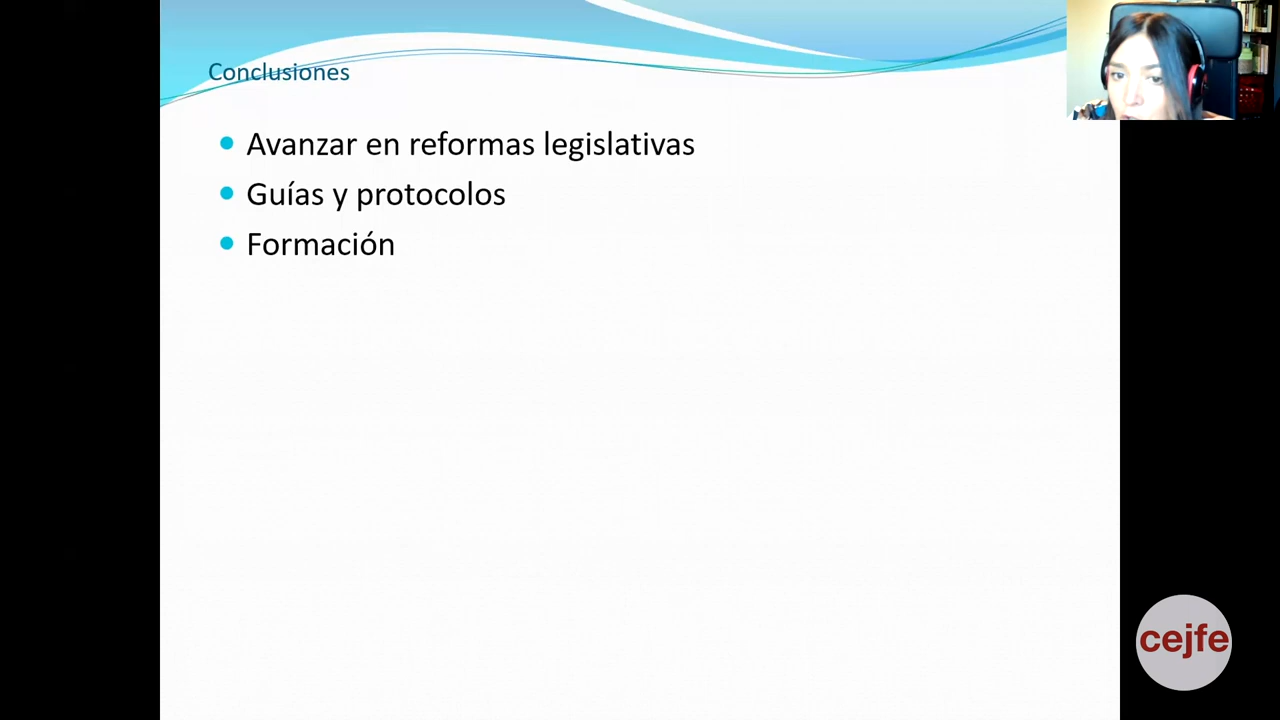 Conclusiones
Avanzar en reformas legislativas
Guías y protocolos
Formación
cejfe